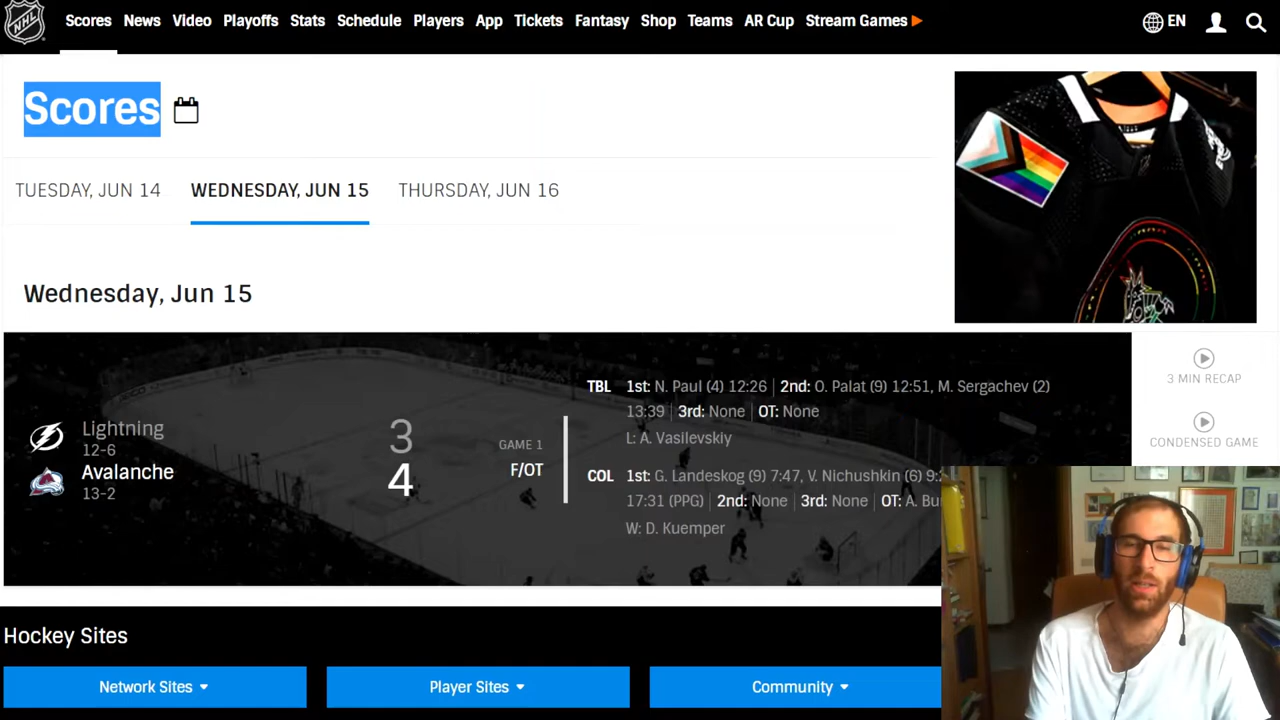 NHL
Scores News Video Playoffs Stats Schedule Players App Tickets Fantasy Shop Teams AR Cup Stream Games EN
Scores
TUESDAY, JUN 14 WEDNESDAY, JUN 15 THURSDAY, JUN 16
Wednesday, Jun 15
Lightning 3
12-6
Avalanche 4
13-2
GAME 1
F/OT
TBL 1st: N. Paul (4) 12:26 | 2nd: O. Palat (9) 12:51, M. Sergachev (2)
13:39 | 3rd: None | OT: None
L: A. Vasilevskiy
COL 1st: G. Landeskog (9) 7:47, V. Nichushkin (6) 9:2
17:31 (PPG) | 2nd: None | 3rd: None | OT: A. Bu
W: D. Kuemper
3 MIN RECAP
CONDENSED GAME
Hockey Sites
Network Sites Player Sites Community